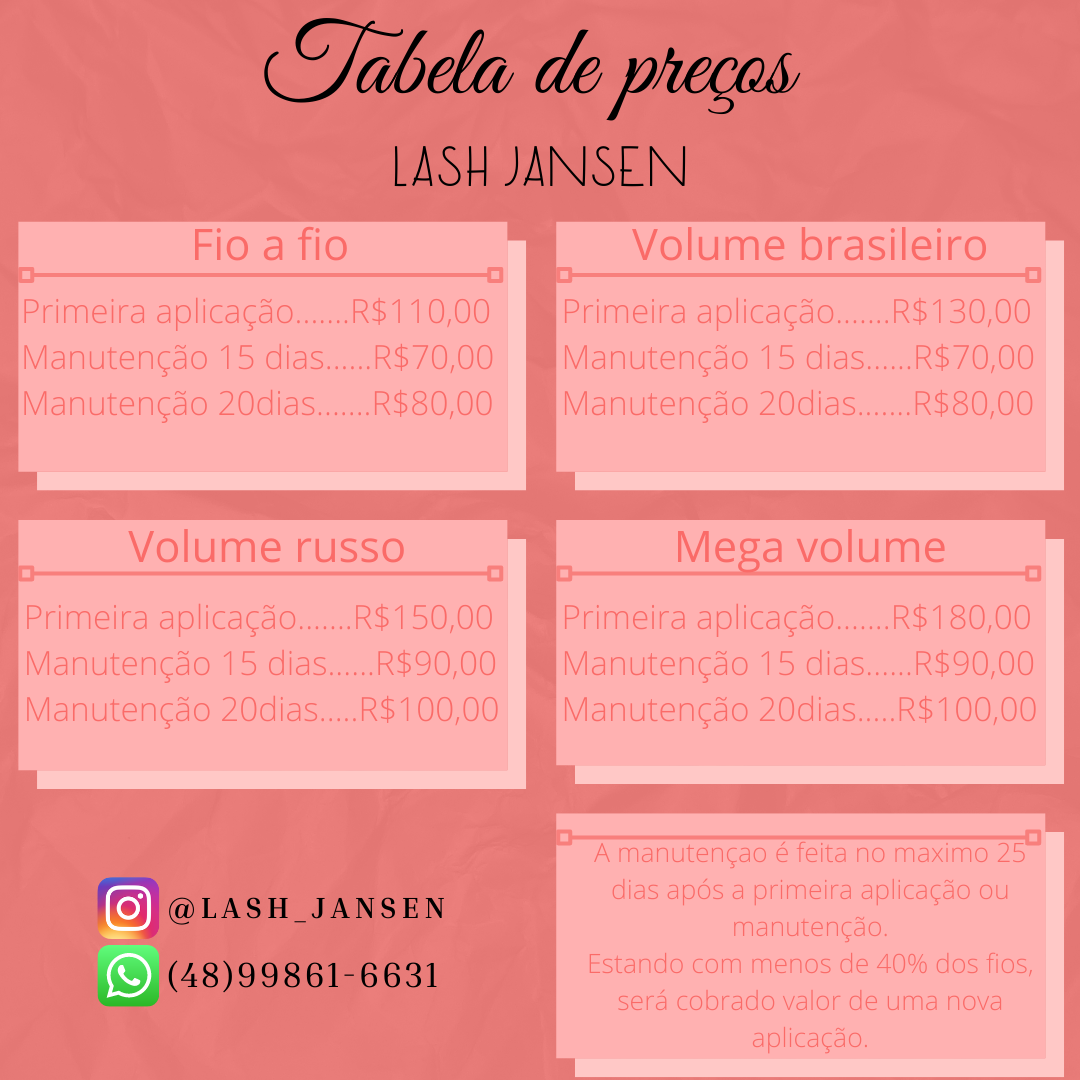 Tabela de preços
LASH JANSEN
Fio a fio
Primeira aplicação.......R$110,00
Manutenção 15 dias......R$70,00
Manutenção 20dias.......R$80,00
Volume brasileiro
Primeira aplicação.......R$130,00
Manutenção 15 dias......R$70,00
Manutenção 20dias.......R$80,00
Volume russo
Primeira aplicação.......R$150,00
Manutenção 15 dias......R$90,00
Manutenção 20dias.....R$100,00
Mega volume
Primeira aplicação.......R$180,00
Manutenção 15 dias......R$90,00
Manutenção 20dias.....R$100,00
@LASH_JANSEN
(48)99861-6631
A manutençao é feita no maximo 25
dias após a primeira aplicação ou
manutenção.
Estando com menos de 40% dos fios,
será cobrado valor de uma nova
aplicação.